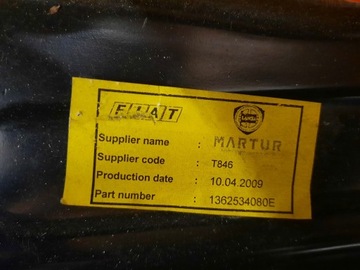 FIAT
Supplier name : MARTUR
Supplier code : T846
Production date : 10.04.2009
Part number : 1362534080E